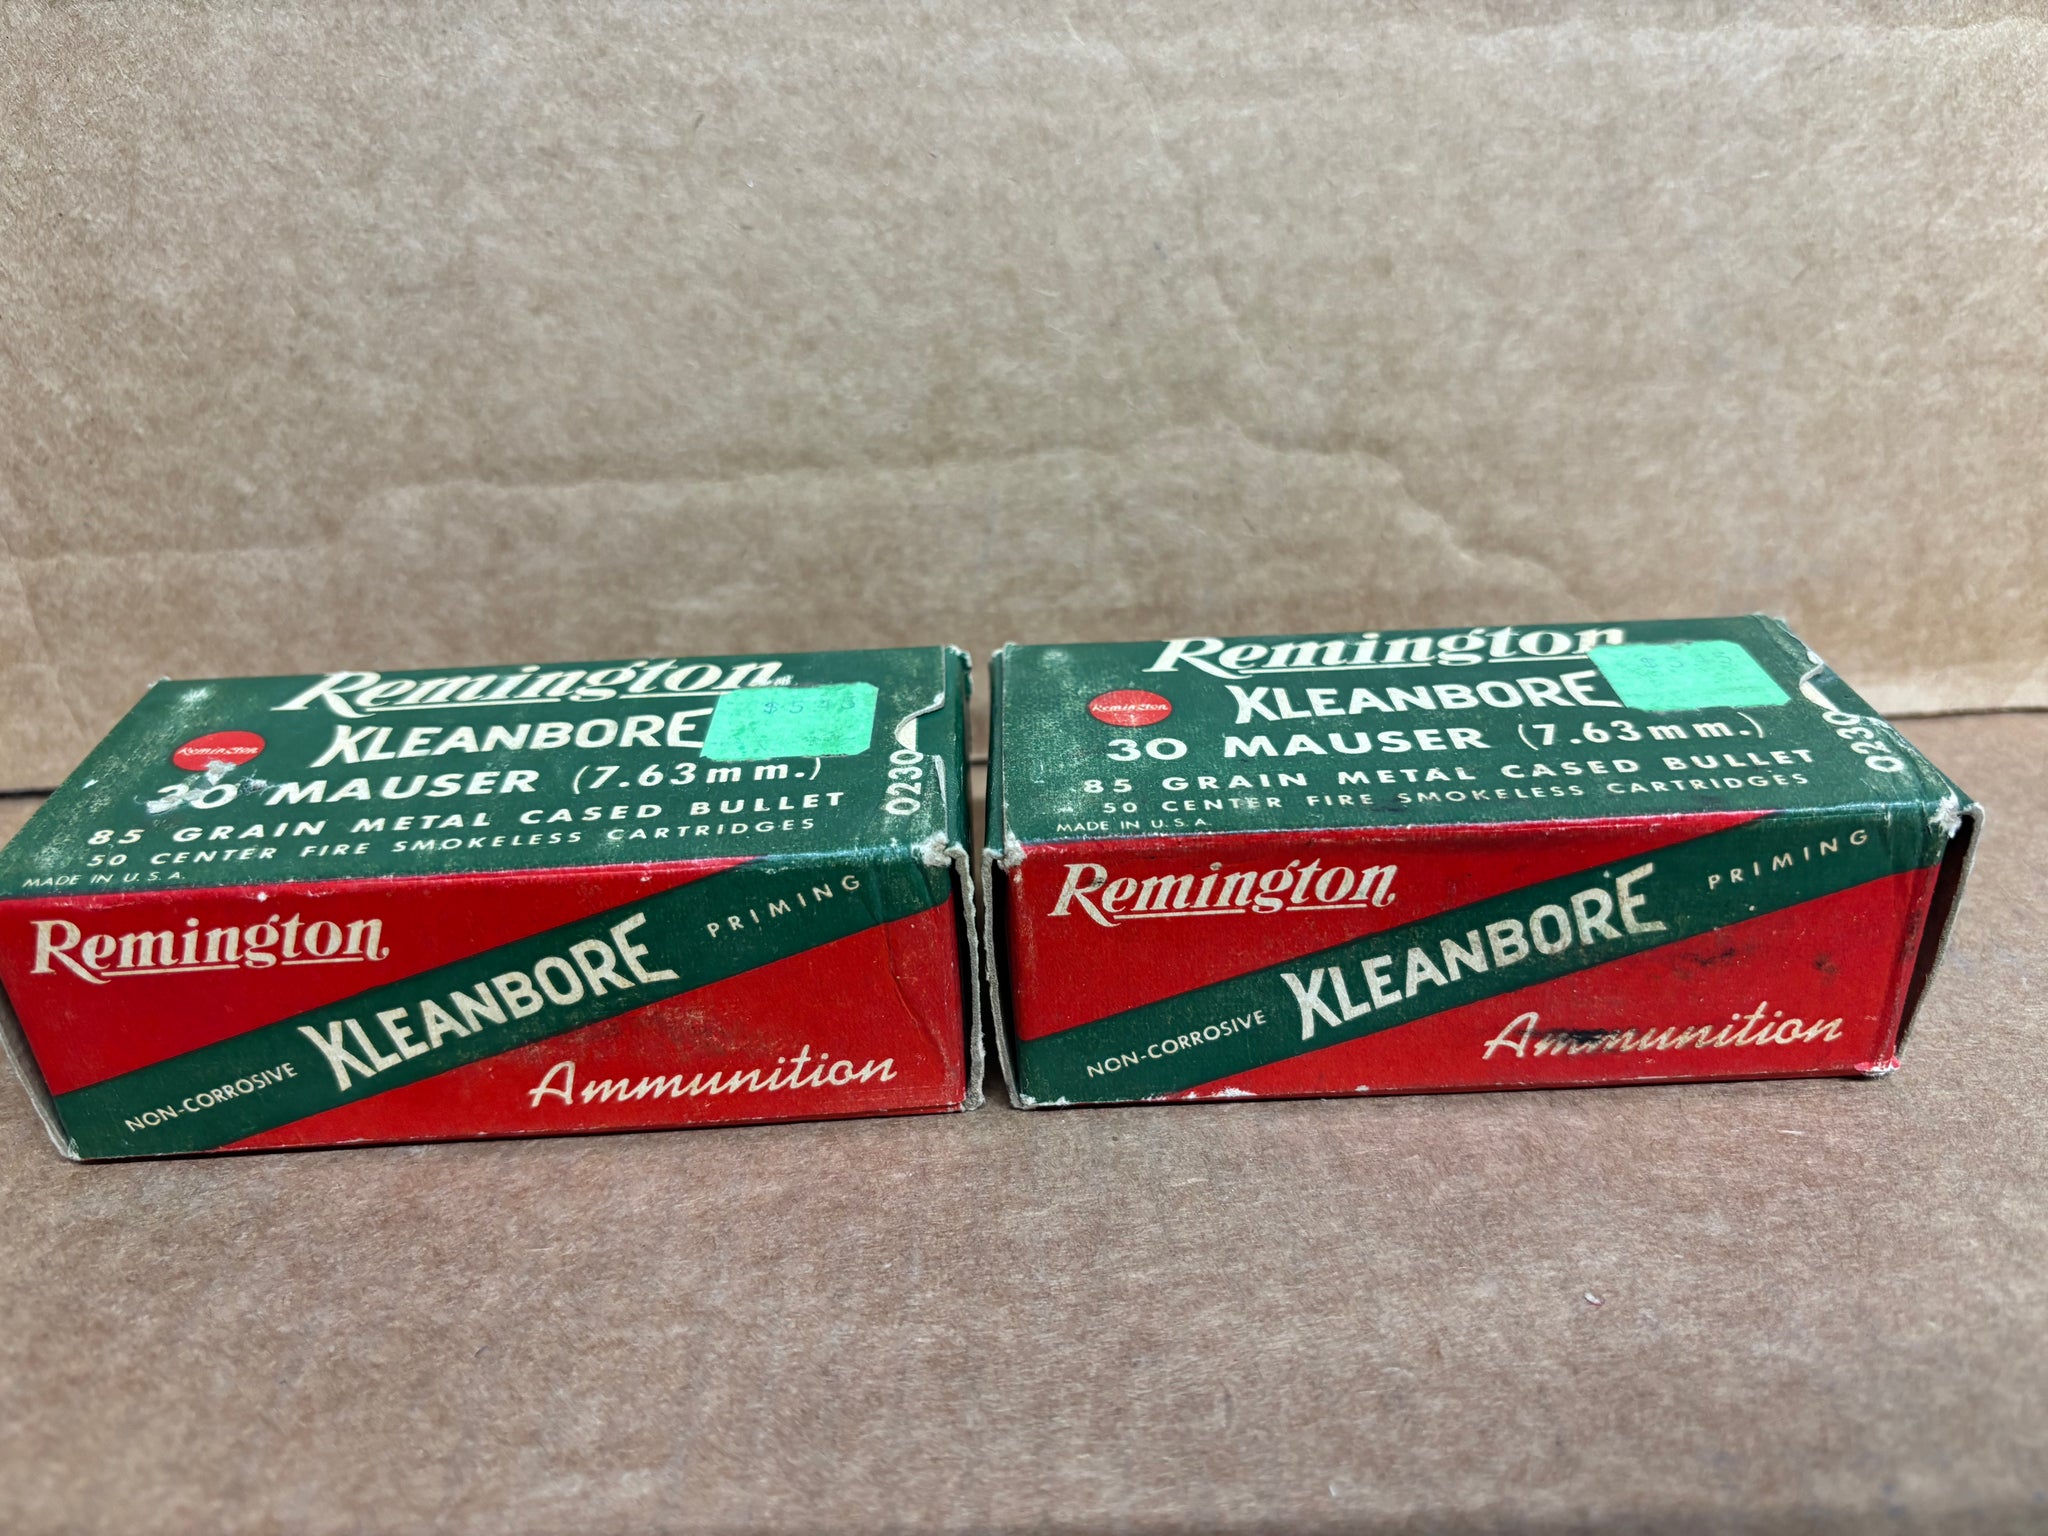 Remington
KLEANBORE
Remington
30 MAUSER (7.63mm.)
85 GRAIN METAL CASED BULLET
50 CENTER FIRE SMOKELESS CARTRIDGES
MADE IN U.S.A.
0230
Remington
KLEANBORE
PRIMING
NON-CORROSIVE
Ammunition
Remington
KLEANBORE
Remington
30 MAUSER (7.63mm.)
85 GRAIN METAL CASED BULLET
50 CENTER FIRE SMOKELESS CARTRIDGES
MADE IN U.S.A.
0230
Remington
KLEANBORE
PRIMING
NON-CORROSIVE
Ammunition